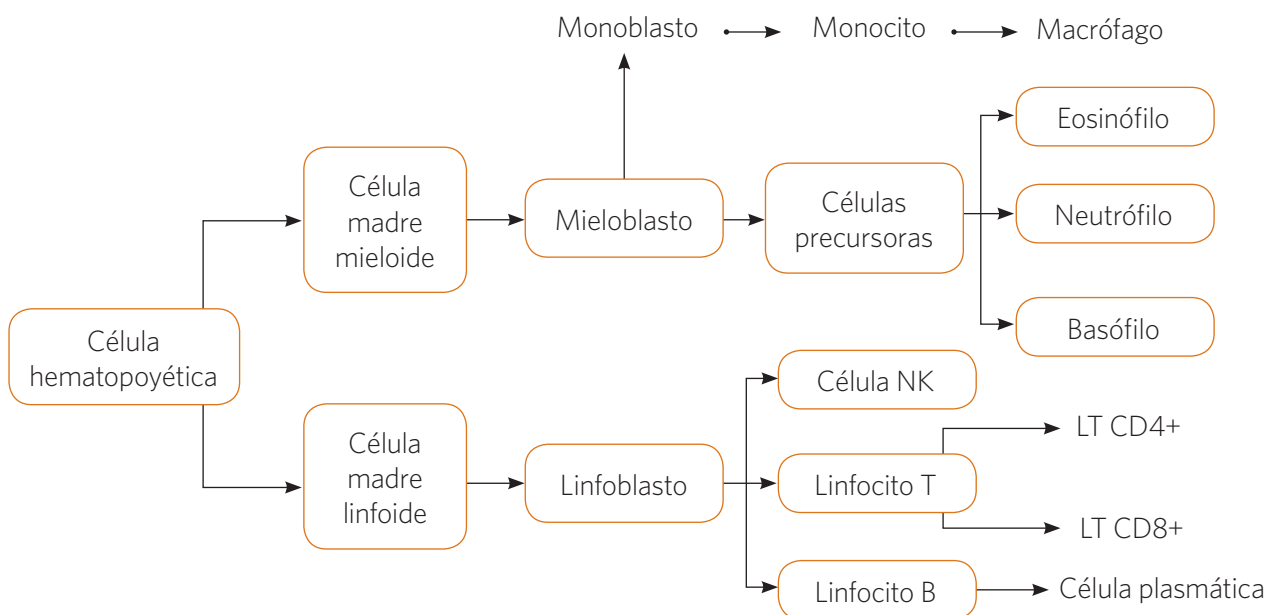 Monoblasto
Monocito
Macrófago
Eosinófilo
Célula
madre
mieloide
Mieloblasto
Células
precursoras
Neutrófilo
Basófilo
Célula
hematopoyética
Célula NK
Célula
madre
linfoide
Linfoblasto
Linfocito T
LT CD4+
LT CD8+
Linfocito B
Célula plasmática